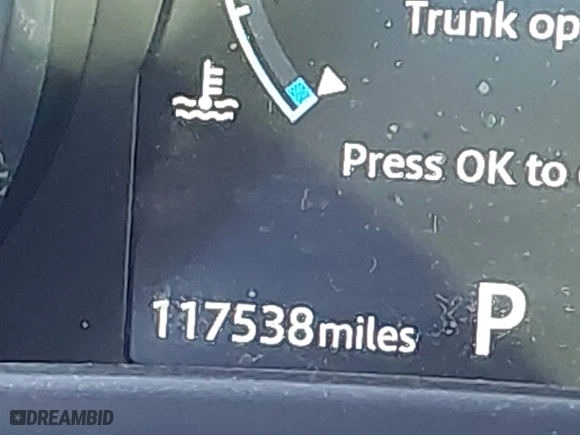 Trunk op
Press OK to
117538miles
P
DREAMBID